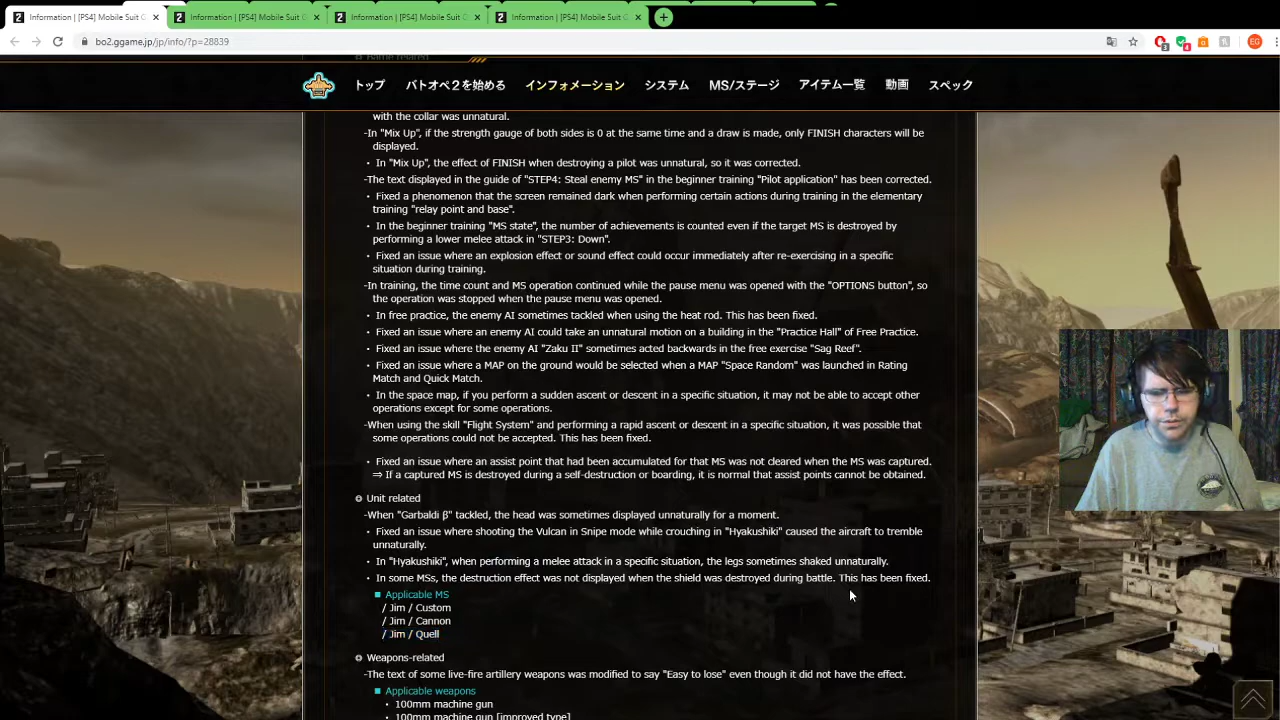 Information | [PS4] Mobile Suit G
Information | [PS4] Mobile Suit G
Information | [PS4] Mobile Suit G
Information | [PS4] Mobile Suit G
bo2.ggame.jp/jp/info/?p=28839
トップ バトオペ2を始める インフォメーション システム MS/ステージ アイテム一覧 動画 スペック
with the collar was unnatural.
-In "Mix Up", if the strength gauge of both sides is 0 at the same time and a draw is made, only FINISH characters will be
displayed.
・ In "Mix Up", the effect of FINISH when destroying a pilot was unnatural, so it was corrected.
-The text displayed in the guide of "STEP4: Steal enemy MS" in the beginner training "Pilot application" has been corrected.
・ Fixed a phenomenon that the screen remained dark when performing certain actions during training in the elementary
training "relay point and base".
・ In the beginner training "MS state", the number of achievements is counted even if the target MS is destroyed by
performing a lower melee attack in "STEP3: Down".
・ Fixed an issue where an explosion effect or sound effect could occur immediately after re-exercising in a specific
situation during training.
-In training, the time count and MS operation continued while the pause menu was opened with the "OPTIONS button", so
the operation was stopped when the pause menu was opened.
・ In free practice, the enemy AI sometimes tackled when using the heat rod. This has been fixed.
・ Fixed an issue where an enemy AI could take an unnatural motion on a building in the "Practice Hall" of Free Practice.
・ Fixed an issue where the enemy AI "Zaku II" sometimes acted backwards in the free exercise "Sag Reef".
・ Fixed an issue where a MAP on the ground would be selected when a MAP "Space Random" was launched in Rating
Match and Quick Match.
・ In the space map, if you perform a sudden ascent or descent in a specific situation, it may not be able to accept other
operations except for some operations.
-When using the skill "Flight System" and performing a rapid ascent or descent in a specific situation, it was possible that
some operations could not be accepted. This has been fixed.
・ Fixed an issue where an assist point that had been accumulated for that MS was not cleared when the MS was captured.
⇒ If a captured MS is destroyed during a self-destruction or boarding, it is normal that assist points cannot be obtained.
Unit related
-When "Garbaldi β" tackled, the head was sometimes displayed unnaturally for a moment.
・ Fixed an issue where shooting the Vulcan in Snipe mode while crouching in "Hyakushiki" caused the aircraft to tremble
unnaturally.
・ In "Hyakushiki", when performing a melee attack in a specific situation, the legs sometimes shaked unnaturally.
・ In some MSs, the destruction effect was not displayed when the shield was destroyed during battle. This has been fixed.
■ Applicable MS
/ Jim / Custom
/ Jim / Cannon
/ Jim / Quell
Weapons-related
-The text of some live-fire artillery weapons was modified to say "Easy to lose" even though it did not have the effect.
■ Applicable weapons
・ 100mm machine gun
・ 100mm machine gun [improved type]